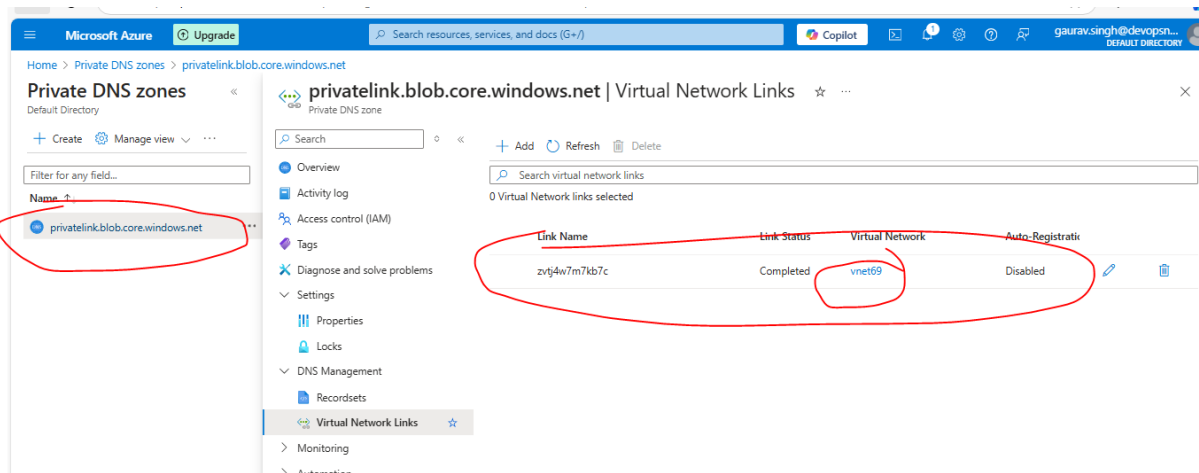 Microsoft Azure Upgrade Search resources, services, and docs (G+/) Copilot 1 gaurav.singh@devopsn...
DEFAULT DIRECTORY
Home > Private DNS zones > privatelink.blob.core.windows.net
Private DNS zones «
Default Directory
+ Create Manage view ...
Filter for any field...
Name ↑
privatelink.blob.core.windows.net ...
privatelink.blob.core.windows.net | Virtual Network Links ...
Private DNS zone
Search «
Overview
Activity log
Access control (IAM)
Tags
Diagnose and solve problems
Settings
Properties
Locks
DNS Management
Recordsets
Virtual Network Links
Monitoring
Automation
+ Add Refresh Delete
Search virtual network links
0 Virtual Network links selected
Link Name Link Status Virtual Network Auto-Registratic
zvtj4w7m7kb7c Completed vnet69 Disabled